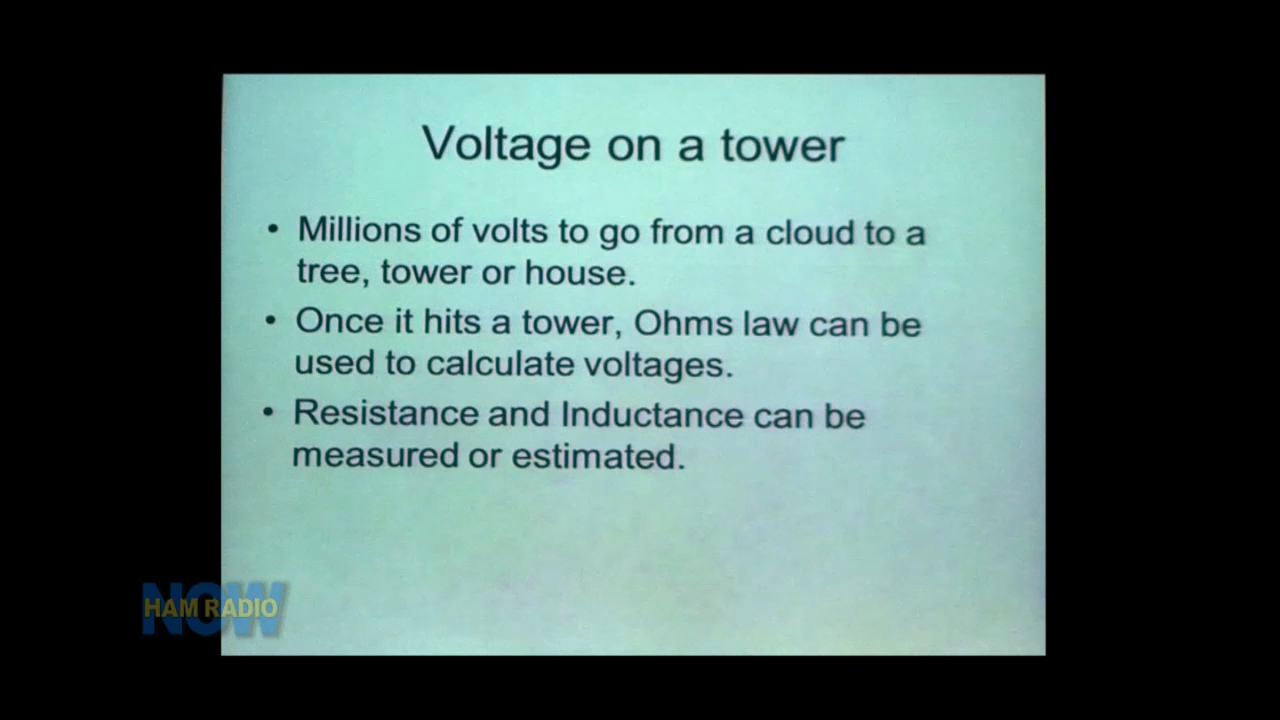 Voltage on a tower
• Millions of volts to go from a cloud to a
tree, tower or house.
• Once it hits a tower, Ohms law can be
used to calculate voltages.
• Resistance and Inductance can be
measured or estimated.
NOW
HAM RADIO